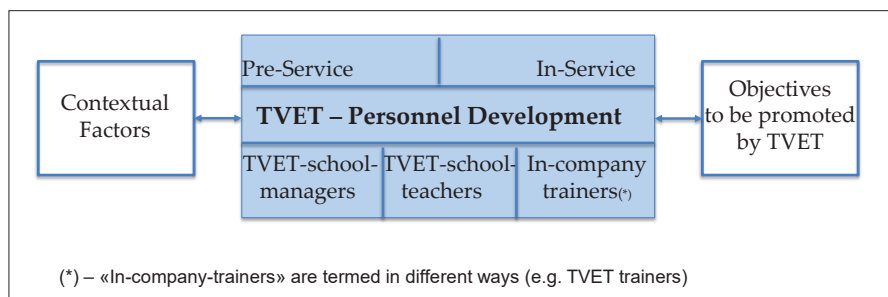 Pre-Service
In-Service
Contextual
Factors
TVET – Personnel Development
Objectives
to be promoted
by TVET
TVET-school-
managers
TVET-school-
teachers
In-company
trainers(*)
(*) – «In-company-trainers» are termed in different ways (e.g. TVET trainers)